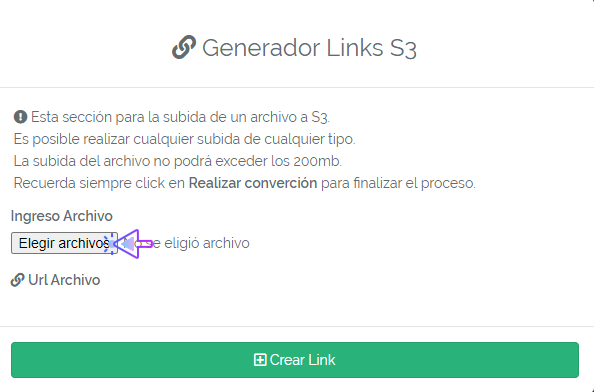 Generador Links S3
Esta sección para la subida de un archivo a S3.
Es posible realizar cualquier subida de cualquier tipo.
La subida del archivo no podrá exceder los 200mb.
Recuerda siempre click en Realizar converción para finalizar el proceso.
Ingreso Archivo
Elegir archivos se eligió archivo
Url Archivo
Crear Link